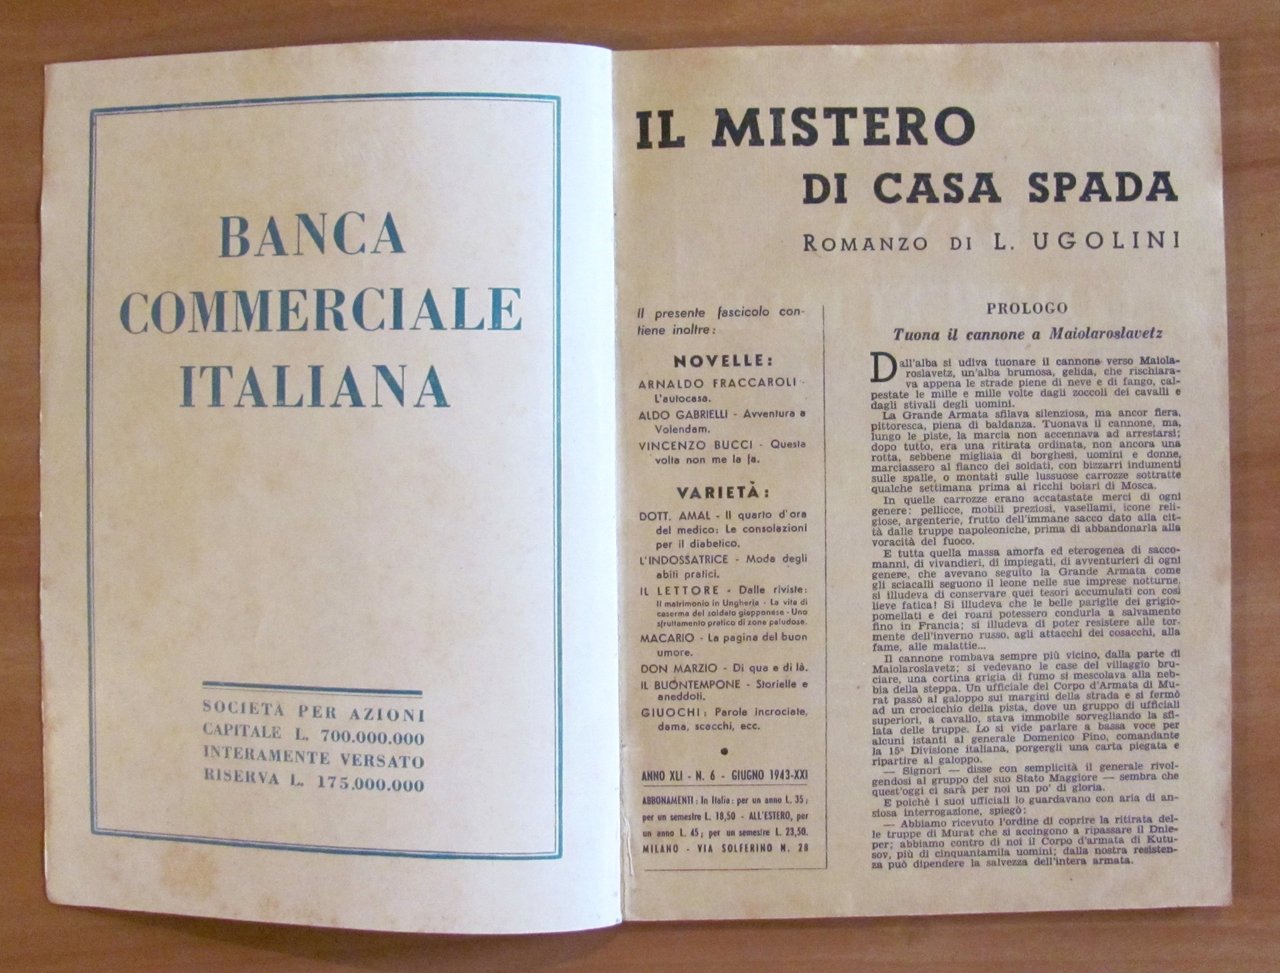 BANCA
COMMERCIALE
ITALIANA
SOCIETÀ PER AZIONI
CAPITALE L. 700.000.000
INTERAMENTE VERSATO
RISERVA L. 175.000.000
IL MISTERO
DI CASA SPADA
ROMANZO DI L. UGOLINI
Il presente fascicolo con-
tiene inoltre:
NOVELLE:
ARNALDO FRACCAROLI -
L'autocasa.
ALDO GABRIELLI - Avventura a
Volendam.
VINCENZO BUCCI - Questa
volta non me la fa.
VARIETÀ:
DOTT. AMAL - Il quarto d'ora
del medico: Le consolazioni
per il diabetico.
L'INDOSSATRICE - Moda degli
abiti pratici.
IL LETTORE - Dalle riviste:
Il matrimonio in Ungheria - La vita di
caserma del soldato giapponese - Uno
sfruttamento pratico di zone paludose.
MACARIO - La pagina del buon
umore.
DON MARZIO - Di qua e di là.
IL BUONTEMPONE - Storielle e
aneddoti.
GIUOCHI: Parole incrociate,
dama, scacchi, ecc.
ANNO XLI - N. 6 - GIUGNO 1943-XXI
ABBONAMENTI: In Italia: per un anno L. 35;
per un semestre L. 18,50 - ALL'ESTERO, per
un anno L. 45; per un semestre L. 23,50.
MILANO - VIA SOLFERINO N. 28
PROLOGO
Tuona il cannone a Maiolaroslavetz
Dall'alba si udiva tuonare il cannone verso Maiola-
roslavetz, un'alba brumosa, gelida, che rischiara-
va appena le strade piene di neve e di fango, cal-
pestate le mille e mille volte dagli zoccoli dei cavalli e
dagli stivali degli uomini.
La Grande Armata sfilava silenziosa, ma ancor fiera,
pittoresca, piena di baldanza. Tuonava il cannone, ma,
lungo le piste, la marcia non accennava ad arrestarsi;
dopo tutto, era una ritirata ordinata, non ancora una
rotta, sebbene migliaia di borghesi, uomini e donne,
marciassero al fianco dei soldati, con bizzarri indumenti
sulle spalle, o montati sulle lussuose carrozze sottratte
qualche settimana prima ai ricchi boiari di Mosca.
In quelle carrozze erano accatastate merci di ogni
genere: pellicce, mobili preziosi, vasellami, icone reli-
giose, argenterie, frutto dell'immane sacco dato alla cit-
tà dalle truppe napoleoniche, prima di abbandonarla alla
voracità del fuoco.
E tutta quella massa amorfa ed eterogenea di sacco-
manni, di vivandieri, di impiegati, di avventurieri di ogni
genere, che avevano seguito la Grande Armata come
gli sciacalli seguono il leone nelle sue imprese notturne,
si illudeva di conservare quei tesori accumulati con così
lieve fatica! Si illudeva che le belle pariglie dei grigio-
pomellati e dei roani potessero condurla a salvamento
fino in Francia; si illudeva di poter resistere alle tor-
mente dell'inverno russo, agli attacchi dei cosacchi, alla
fame, alle malattie...
Il cannone rombava sempre più vicino, dalla parte di
Maiolaroslavetz; si vedevano le case del villaggio bru-
ciare, una cortina grigia di fumo si mescolava alla neb-
bia della steppa. Un ufficiale del Corpo d'Armata di Mu-
rat passò al galoppo sui margini della strada e si fermò
ad un crocicchio della pista, dove un gruppo di ufficiali
superiori, a cavallo, stava immobile sorvegliando la sfi-
lata delle truppe. Lo si vide parlare a bassa voce per
alcuni istanti al generale Domenico Pino, comandante
la 15ª Divisione italiana, porgergli una carta piegata e
ripartire al galoppo.
— Signori — disse con semplicità il generale rivol-
gendosi al gruppo del suo Stato Maggiore — sembra che
quest'oggi ci sarà per noi un po' di gloria.
E poichè i suoi ufficiali lo guardavano con aria di an-
siosa interrogazione, spiegò:
— Abbiamo ricevuto l'ordine di coprire la ritirata del-
le truppe di Murat che si accingono a ripassare il Dnie-
per; abbiamo contro di noi il Corpo d'armata di Kutu-
sov, più di cinquantamila uomini; dalla nostra resisten-
za può dipendere la salvezza dell'intera armata.